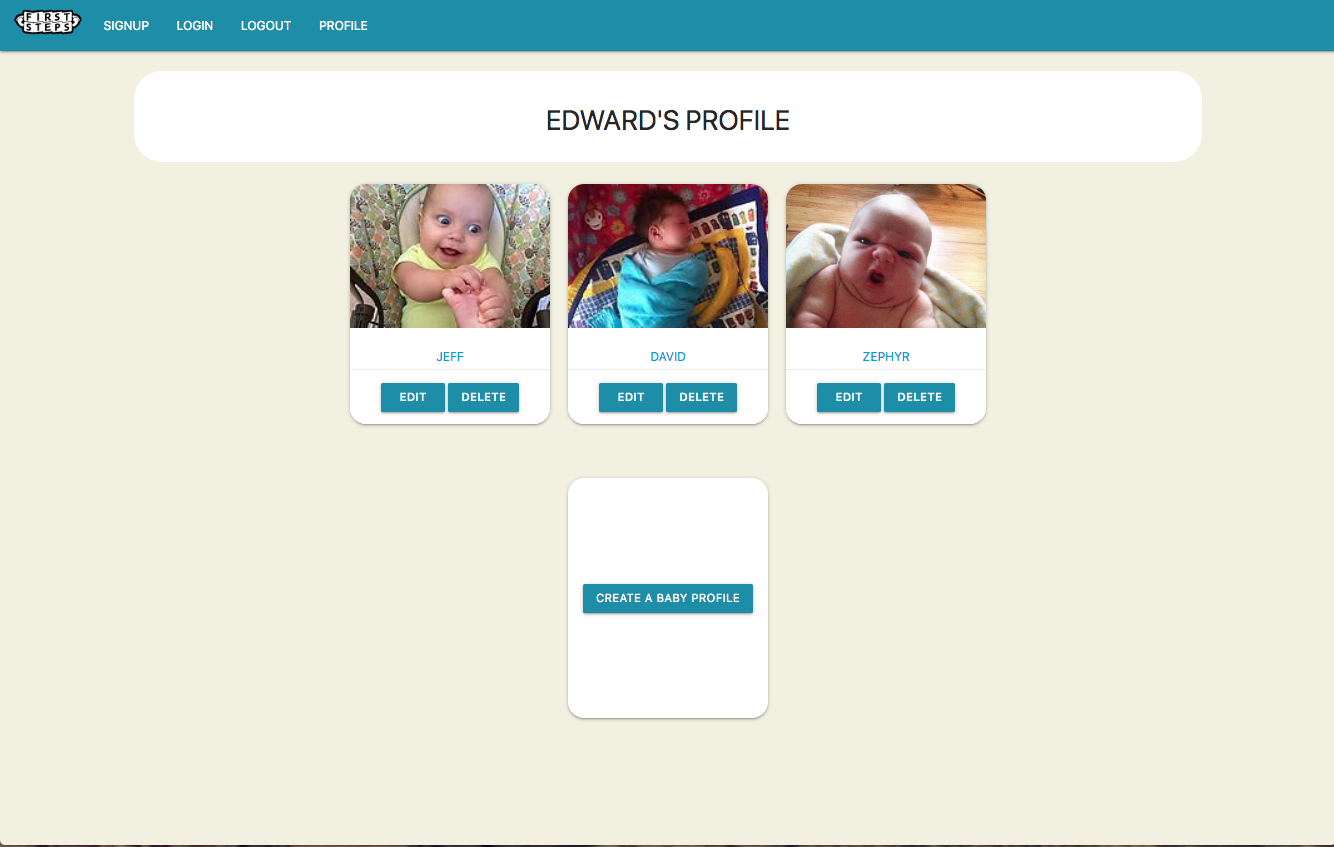 FIRST
STEPS
SIGNUP LOGIN LOGOUT PROFILE
EDWARD'S PROFILE
JEFF DAVID ZEPHYR
EDIT DELETE EDIT DELETE EDIT DELETE
CREATE A BABY PROFILE